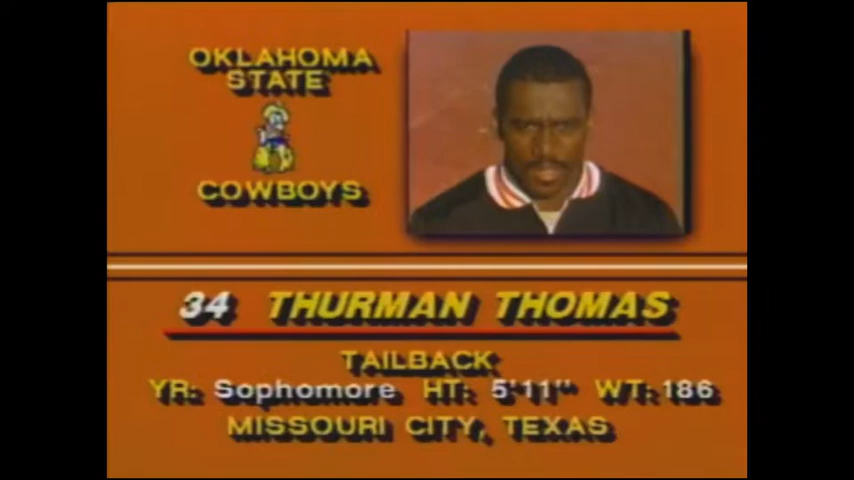 OKLAHOMA
STATE
COWBOYS
34 THURMAN THOMAS
TAILBACK
YR: Sophomore HT: 5'11" WT: 186
MISSOURI CITY, TEXAS